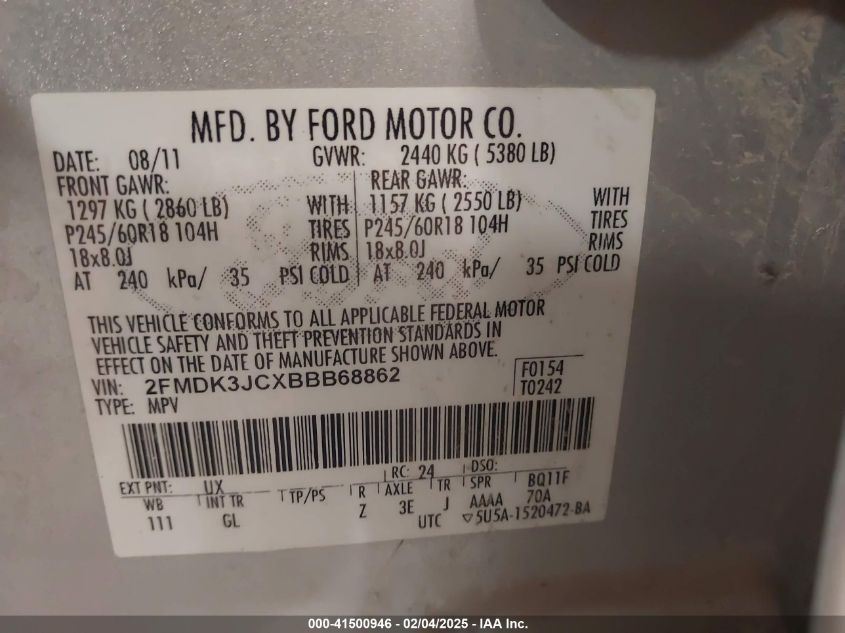 MFD. BY FORD MOTOR CO.
DATE: 08/11 GVWR: 2440 KG ( 5380 LB)
FRONT GAWR: REAR GAWR:
1297 KG ( 2860 LB) WITH 1157 KG ( 2550 LB) WITH
P245/60R18 104H TIRES P245/60R18 104H TIRES
18x8.0J RIMS 18x8.0J RIMS
AT 240 kPa/ 35 PSI COLD AT 240 kPa/ 35 PSI COLD
THIS VEHICLE CONFORMS TO ALL APPLICABLE FEDERAL MOTOR
VEHICLE SAFETY AND THEFT PREVENTION STANDARDS IN
EFFECT ON THE DATE OF MANUFACTURE SHOWN ABOVE.
VIN: 2FMDK3JCXBBB68862 F0154
TYPE: MPV T0242
EXT PNT: UX RC: 24 DSO:
WB INT TR TP/PS R AXLE TR SPR BQ11F
111 GL Z 3E J AAAA 70A
UTC ▽5U5A-1520472-BA
000-41500946 - 02/04/2025 - IAA Inc.